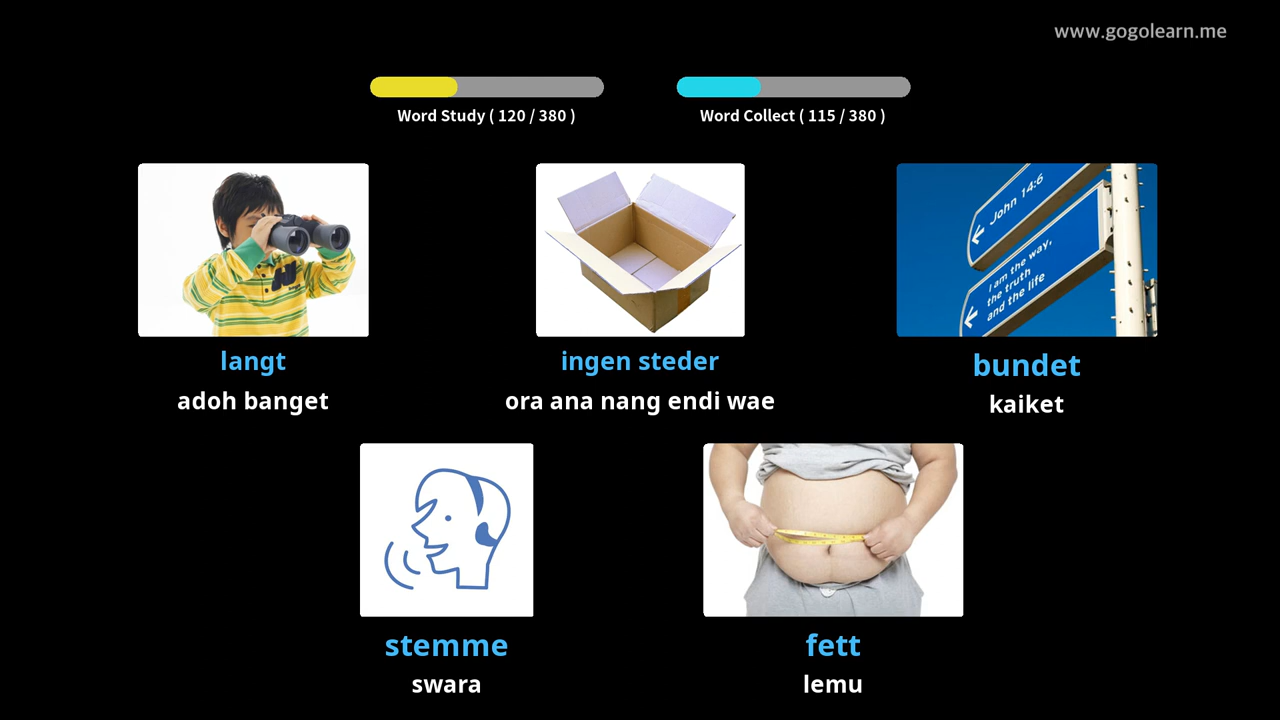 www.gogolearn.me
Word Study ( 120 / 380 )
Word Collect ( 115 / 380 )
John 14:6
I am the way,
the truth
and the life
langt
adoh banget
ingen steder
ora ana nang endi wae
bundet
kaiket
stemme
swara
fett
lemu